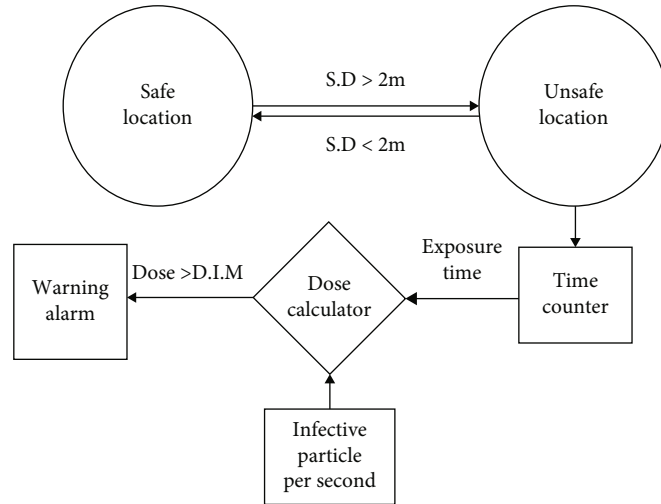 Safe
location
S.D > 2m
S.D < 2m
Unsafe
location
Warning
alarm
Dose >D.I.M
Dose
calculator
Exposure
time
Time
counter
Infective
particle
per second